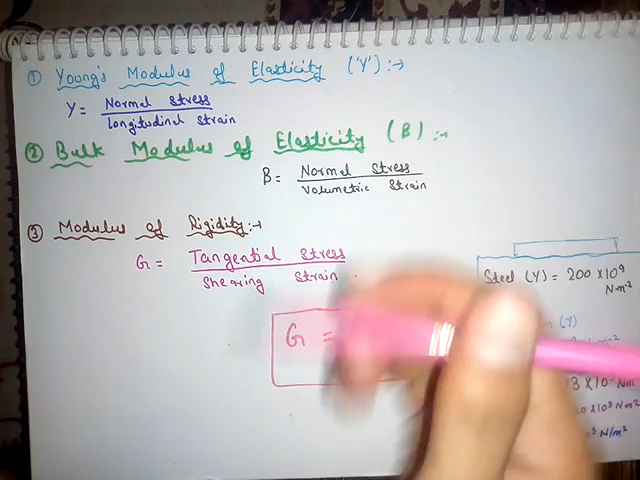 ① Young's Modulus of Elasticity ('Y') :→
Y = Normal Stress
longitudinal Strain
② Bulk Modulus of Elasticity (B) :→
B = Normal Stress
Volumetric Strain
③ Modulus of Rigidity :→
G = Tangential Stress
Shearing Strain
G =
Steel (Y) = 200 × 10⁹
N-m⁻²
(Y)
N/m²